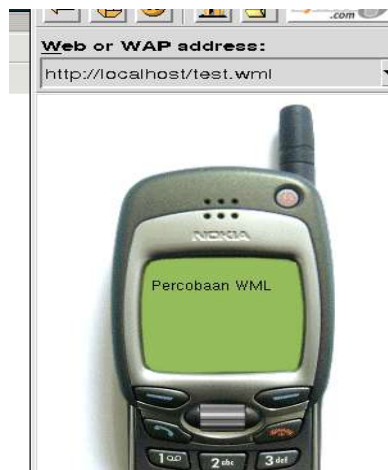 .com
Web or WAP address:
http://localhost/test.wml
NOKIA
Percobaan WML
1
2 abc
3 def